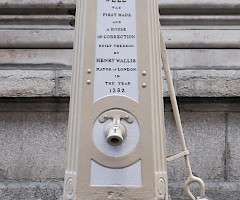 WELL
WAS
FIRST MADE
AND
A HOUSE
OF CORRECTION
BUILT THEREON
BY
HENRY WALLIS
MAYOR OF LONDON
IN
THE YEAR
1282